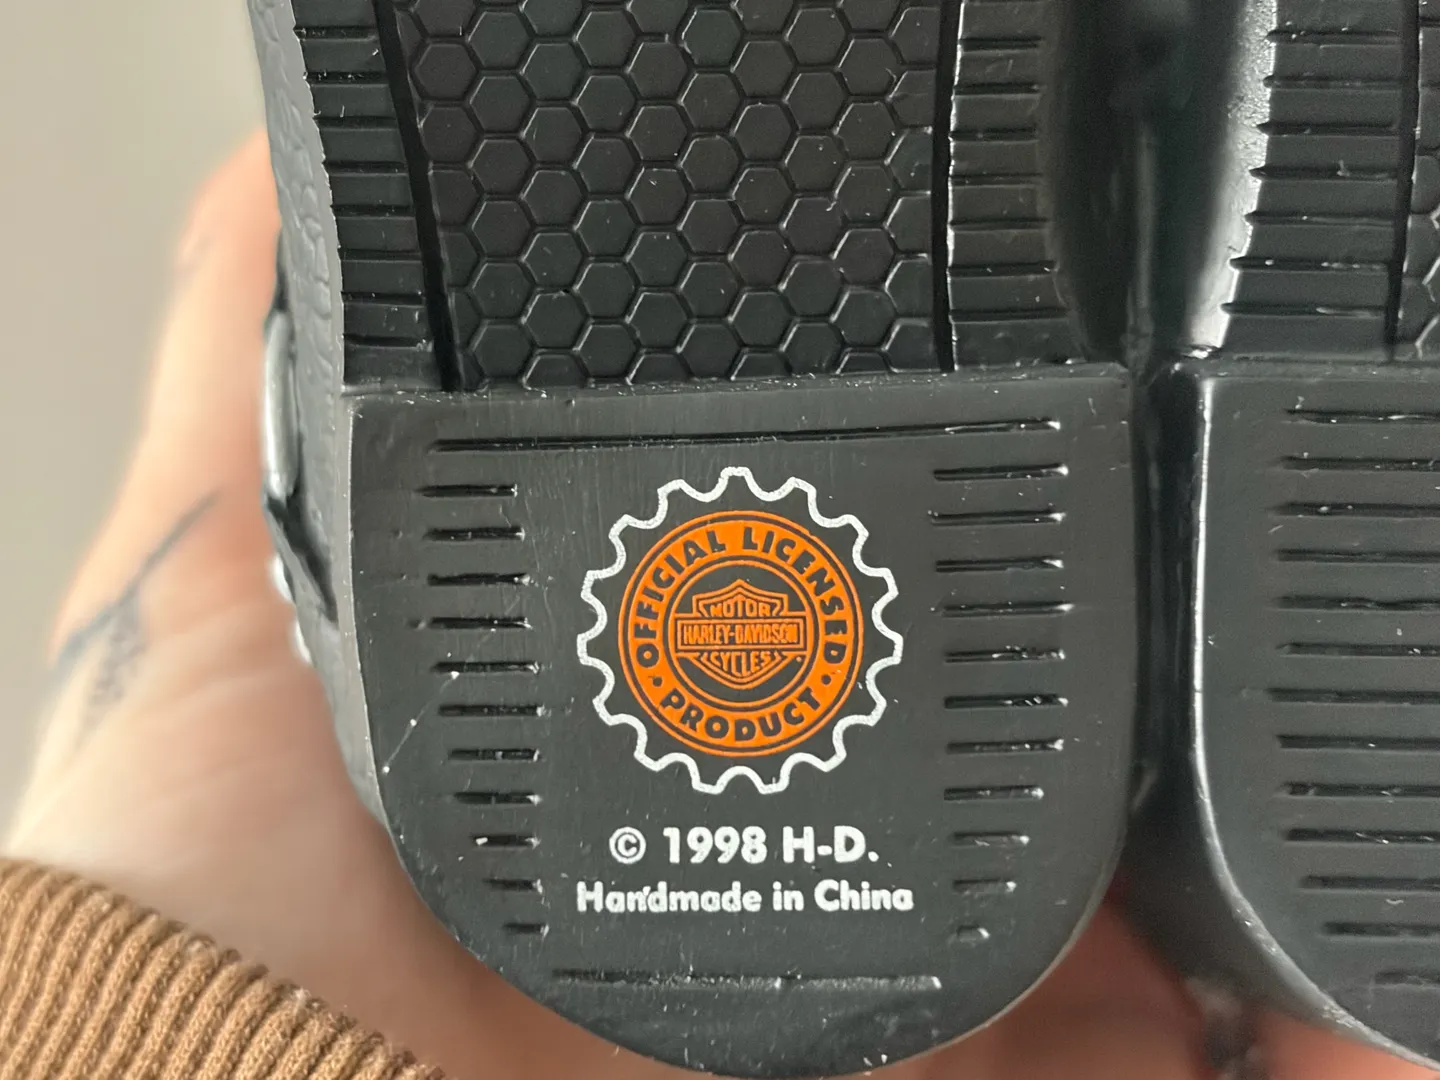 OFFICIAL LICENSED
MOTOR
HARLEY-DAVIDSON
CYCLES
• PRODUCT •
© 1998 H-D.
Handmade in China